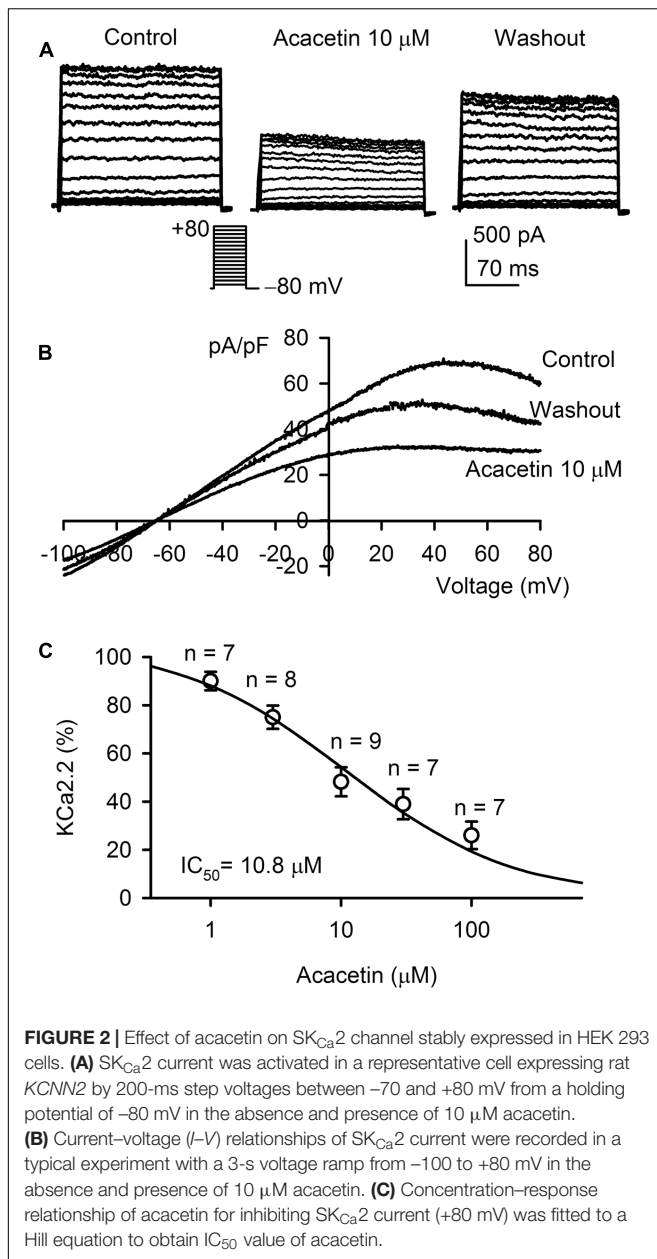 A
Control Acacetin 10 μM Washout
+80
−80 mV
500 pA
70 ms
B
pA/pF
80
60
40
20
0
-20
-100 -80 -60 -40 -20 0 20 40 60 80
Control
Washout
Acacetin 10 μM
Voltage (mV)
C
KCa2.2 (%)
100
80
60
40
20
0
n = 7
n = 8
n = 9
n = 7
n = 7
IC50= 10.8 μM
1 10 100
Acacetin (μM)
FIGURE 2 | Effect of acacetin on SKCa2 channel stably expressed in HEK 293
cells. (A) SKCa2 current was activated in a representative cell expressing rat
KCNN2 by 200-ms step voltages between –70 and +80 mV from a holding
potential of –80 mV in the absence and presence of 10 μM acacetin.
(B) Current–voltage (I–V) relationships of SKCa2 current were recorded in a
typical experiment with a 3-s voltage ramp from –100 to +80 mV in the
absence and presence of 10 μM acacetin. (C) Concentration–response
relationship of acacetin for inhibiting SKCa2 current (+80 mV) was fitted to a
Hill equation to obtain IC50 value of acacetin.